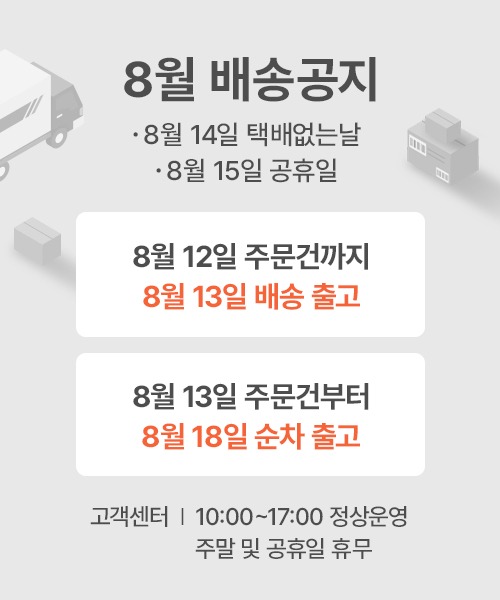 8월 배송공지
·8월 14일 택배없는날
·8월 15일 공휴일
8월 12일 주문건까지
8월 13일 배송 출고
8월 13일 주문건부터
8월 18일 순차 출고
고객센터 | 10:00~17:00 정상운영
주말 및 공휴일 휴무